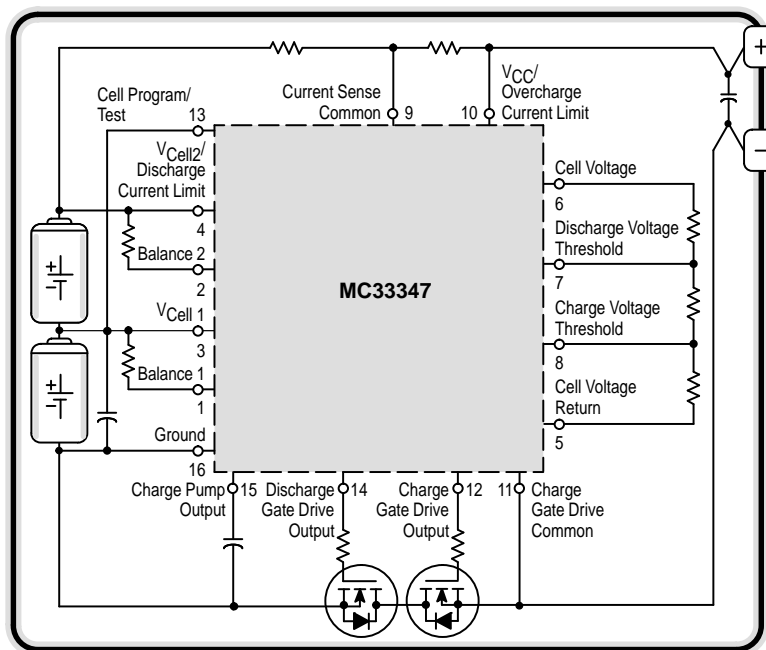 Cell Program/
Test
13
Current Sense
Common
9
10
VCC/
Overcharge
Current Limit
+
−
VCell2/
Discharge
Current Limit
4
Balance 2
2
VCell 1
3
Balance 1
1
Ground
16
+
−
+
−
MC33347
Cell Voltage
6
Discharge Voltage
Threshold
7
Charge Voltage
Threshold
8
Cell Voltage
Return
5
Charge Pump
Output
15
Discharge
Gate Drive
Output
14
Charge
Gate Drive
Output
12
11
Charge
Gate Drive
Common